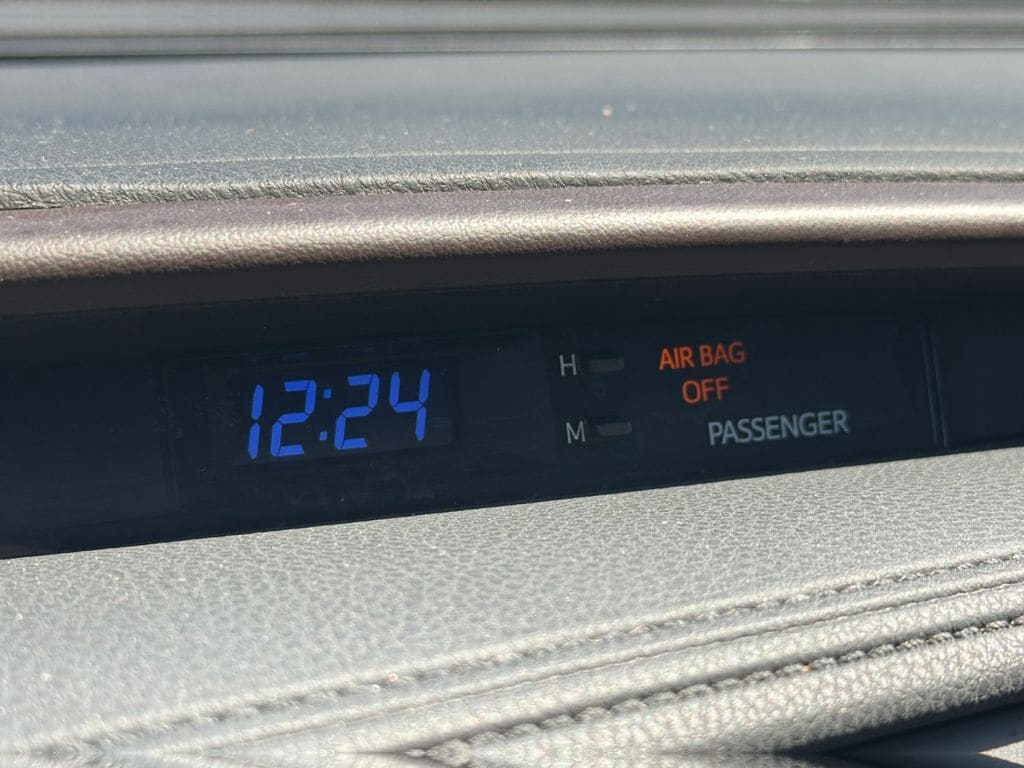 12:24
H
AIR BAG
OFF
M
PASSENGER